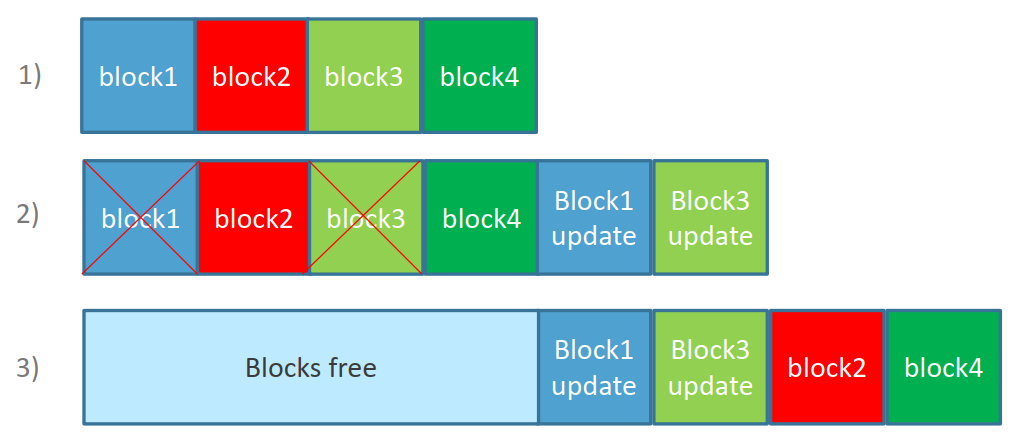 1)
block1
block2
block3
block4
2)
block1
block2
block3
block4
Block1
update
Block3
update
3)
Blocks free
Block1
update
Block3
update
block2
block4